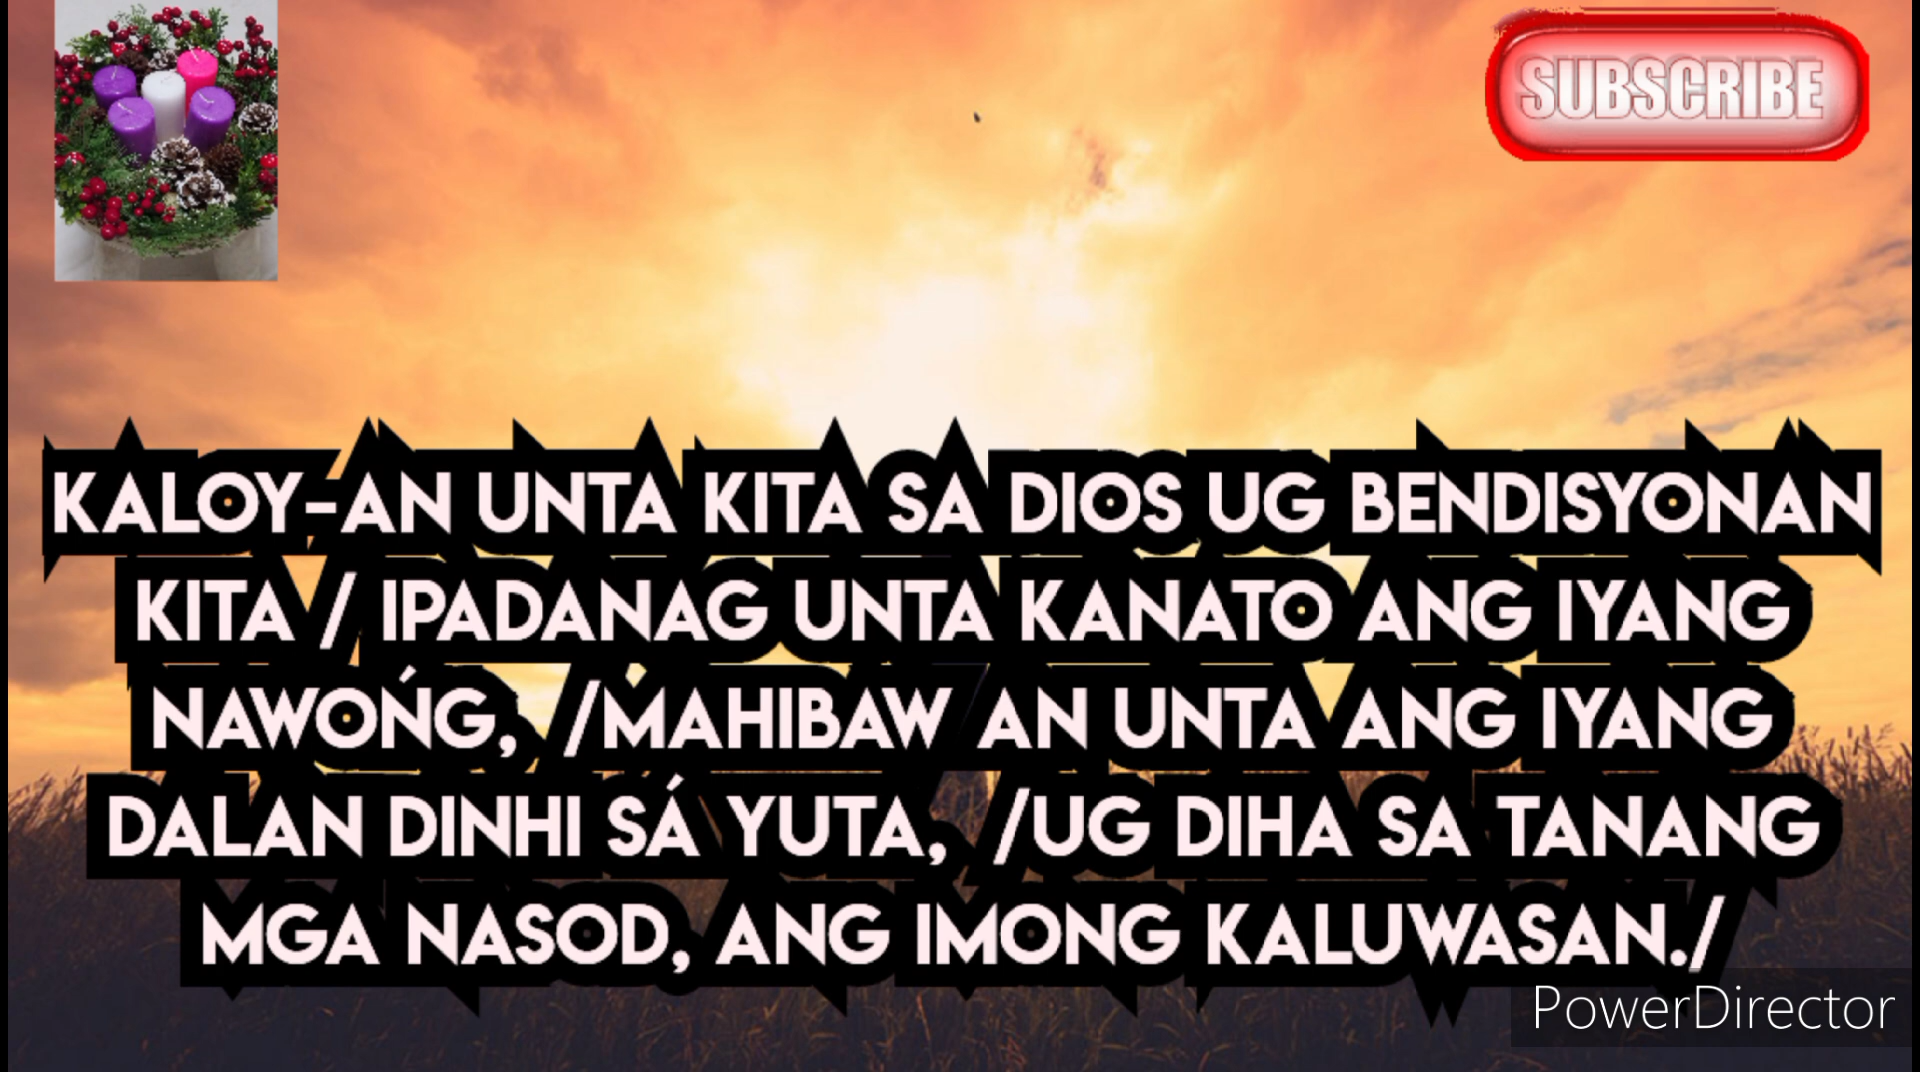 SUBSCRIBE
KALOY-AN UNTA KITA SA DIOS UG BENDISYONAN
KITA / IPADANAG UNTA KANATO ANG IYANG
NAWOŃG, /MAHIBAW AN UNTA ANG IYANG
DALAN DINHI SÁ YUTA, /UG DIHA SA TANANG
MGA NASOD, ANG IMONG KALUWASAN./
PowerDirector